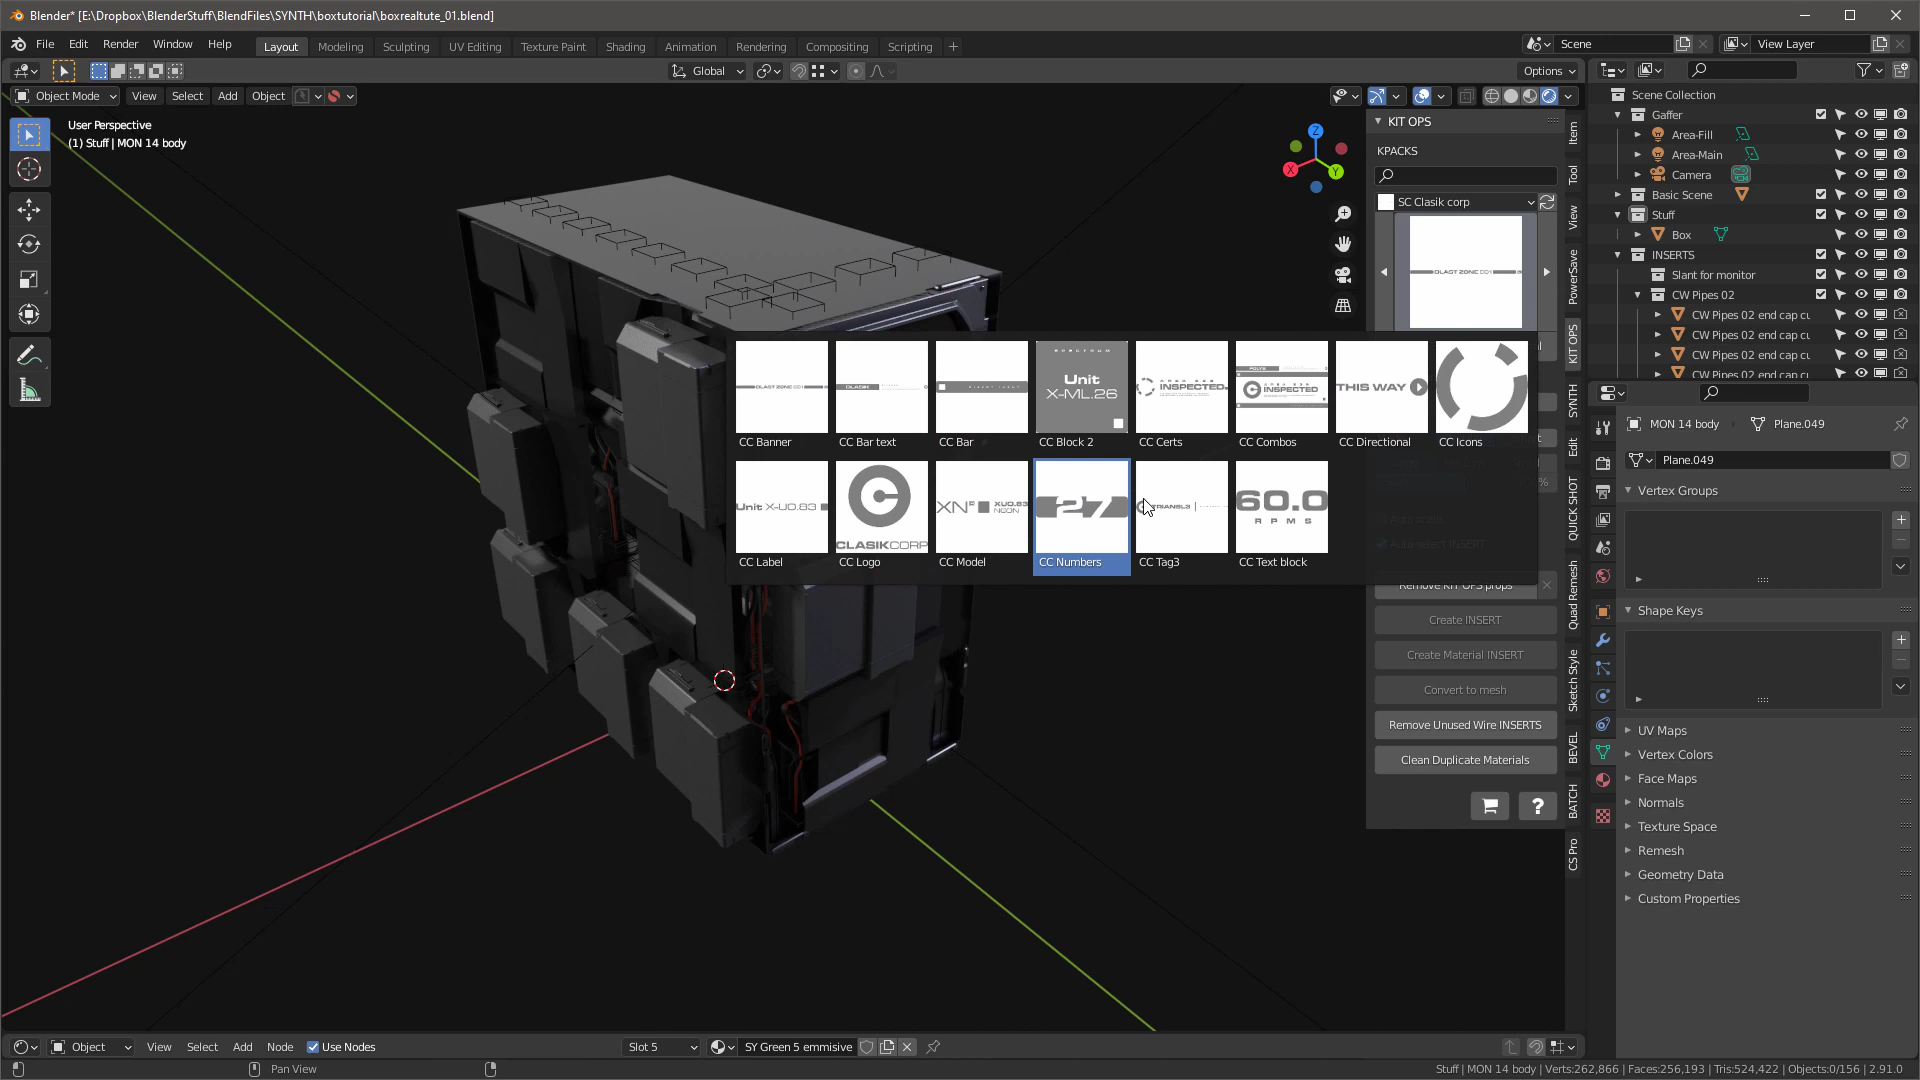 Blender* [E:\Dropbox\BlenderStuff\BlendFiles\SYNTH\boxtutorial\boxrealtute_01.blend]
File Edit Render Window Help Layout Modeling Sculpting UV Editing Texture Paint Shading Animation Rendering Compositing Scripting + Scene View Layer
Global Options
Object Mode View Select Add Object
User Perspective
(1) Stuff | MON 14 body
Z
X
Y
KIT OPS
KPACKS
SC Clasik corp
Item
Tool
View
PowerSave
KIT OPS
SYNTH
Edit
QUICK SHOT
Quad Remesh
Sketch Style
BEVEL
BATCH
CS Pro
Unit
X-ML.26
INSPECTED
INSPECTED
THIS WAY
CC Banner CC Bar text CC Bar CC Block 2 CC Certs CC Combos CC Directional CC Icons
Unit X-U0.83
CLASIKCORP
27
60.0
RPMS
CC Label CC Logo CC Model CC Numbers CC Tag3 CC Text block
Remove KIT OPS props
Create INSERT
Create Material INSERT
Convert to mesh
Remove Unused Wire INSERTS
Clean Duplicate Materials
?
Scene Collection
Gaffer
Area-Fill
Area-Main
Camera
Basic Scene
Stuff
Box
INSERTS
Slant for monitor
CW Pipes 02
CW Pipes 02 end cap cu
CW Pipes 02 end cap cu
CW Pipes 02 end cap cu
CW Pipes 02 end cap cu
MON 14 body Plane.049
Plane.049
Vertex Groups
Shape Keys
UV Maps
Vertex Colors
Face Maps
Normals
Texture Space
Remesh
Geometry Data
Custom Properties
Object View Select Add Node Use Nodes Slot 5 SY Green 5 emmisive
Pan View
Stuff | MON 14 body | Verts:262,866 | Faces:256,193 | Tris:524,422 | Objects:0/156 | 2.91.0